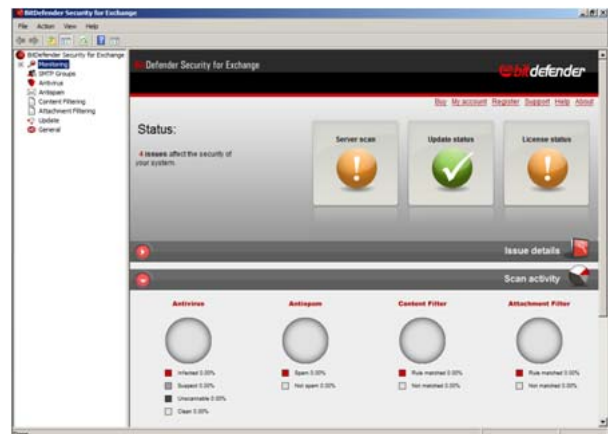 BitDefender Security for Exchange
File Action View Help
BitDefender Security for Exchange
Monitoring
SMTP Groups
Antivirus
Antispam
Content Filtering
Attachment Filtering
Update
General
BitDefender Security for Exchange
bitdefender
Buy My account Register Support Help About
Status:
4 issues affect the security of
your system.
Server scan
Update status
License status
Issue details
Scan activity
Antivirus
Infected 0.00%
Suspect 0.00%
Unscannable 0.00%
Clean 0.00%
Antispam
Spam 0.00%
Not spam 0.00%
Content Filter
Rule matched 0.00%
Not matched 0.00%
Attachment Filter
Rule matched 0.00%
Not matched 0.00%